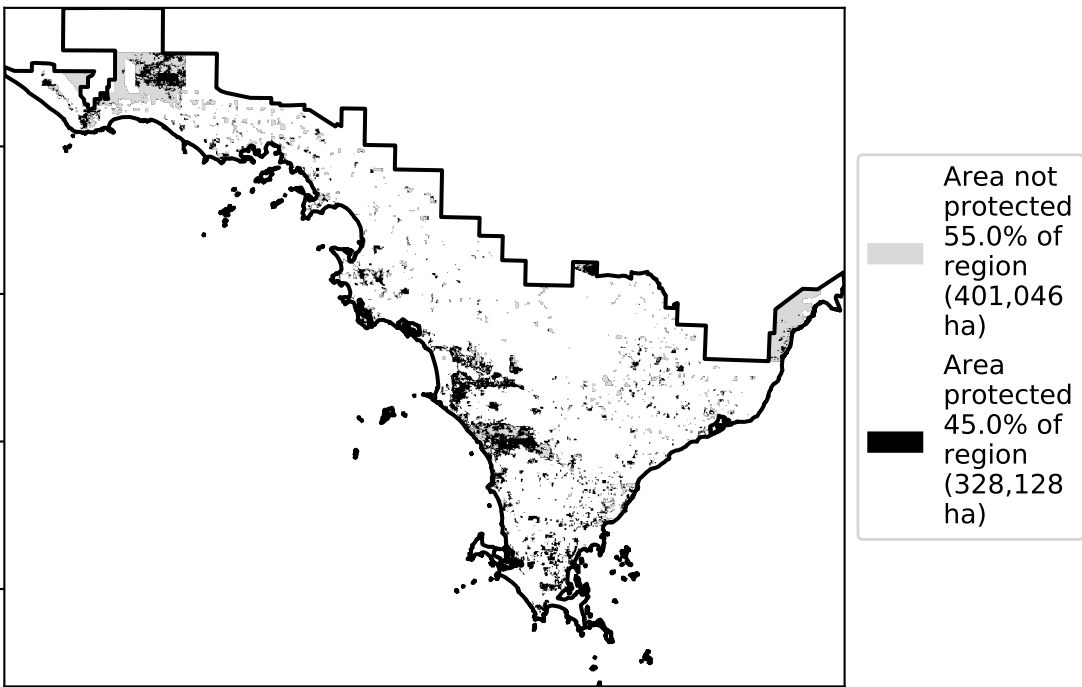 Area not
protected
55.0% of
region
(401,046
ha)
Area
protected
45.0% of
region
(328,128
ha)